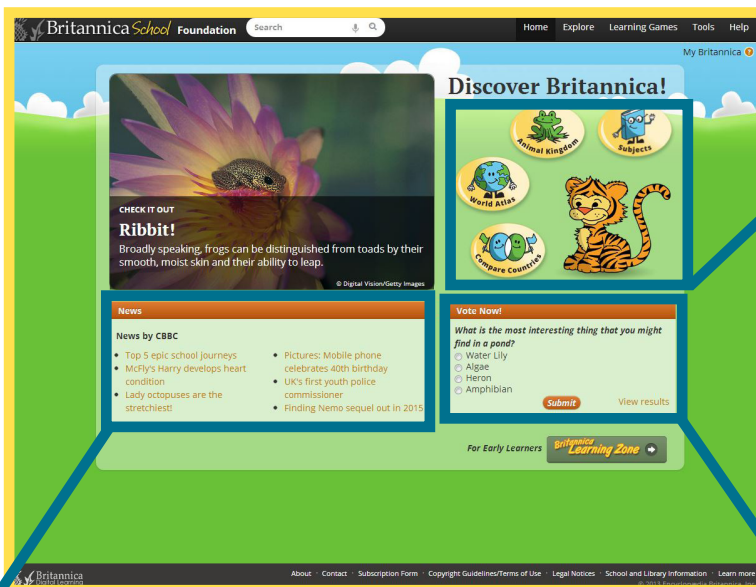 Britannica School Foundation
Search
Home Explore Learning Games Tools Help
My Britannica ?
Discover Britannica!
Animal Kingdom
Subjects
World Atlas
Compare Countries
CHECK IT OUT
Ribbit!
Broadly speaking, frogs can be distinguished from toads by their
smooth, moist skin and their ability to leap.
© Digital Vision/Getty Images
News
News by CBBC
• Top 5 epic school journeys
• McFly's Harry develops heart
condition
• Lady octopuses are the
stretchiest!
• Pictures: Mobile phone
celebrates 40th birthday
• UK's first youth police
commissioner
• Finding Nemo sequel out in 2015
Vote Now!
What is the most interesting thing that you might
find in a pond?
Water Lily
Algae
Heron
Amphibian
Submit
View results
For Early Learners
Britannica
Learning Zone
Britannica
Digital Learning
About · Contact · Subscription Form · Copyright Guidelines/Terms of Use · Legal Notices · School and Library Information · Learn more
© 2013 Encyclopædia Britannica, Inc.